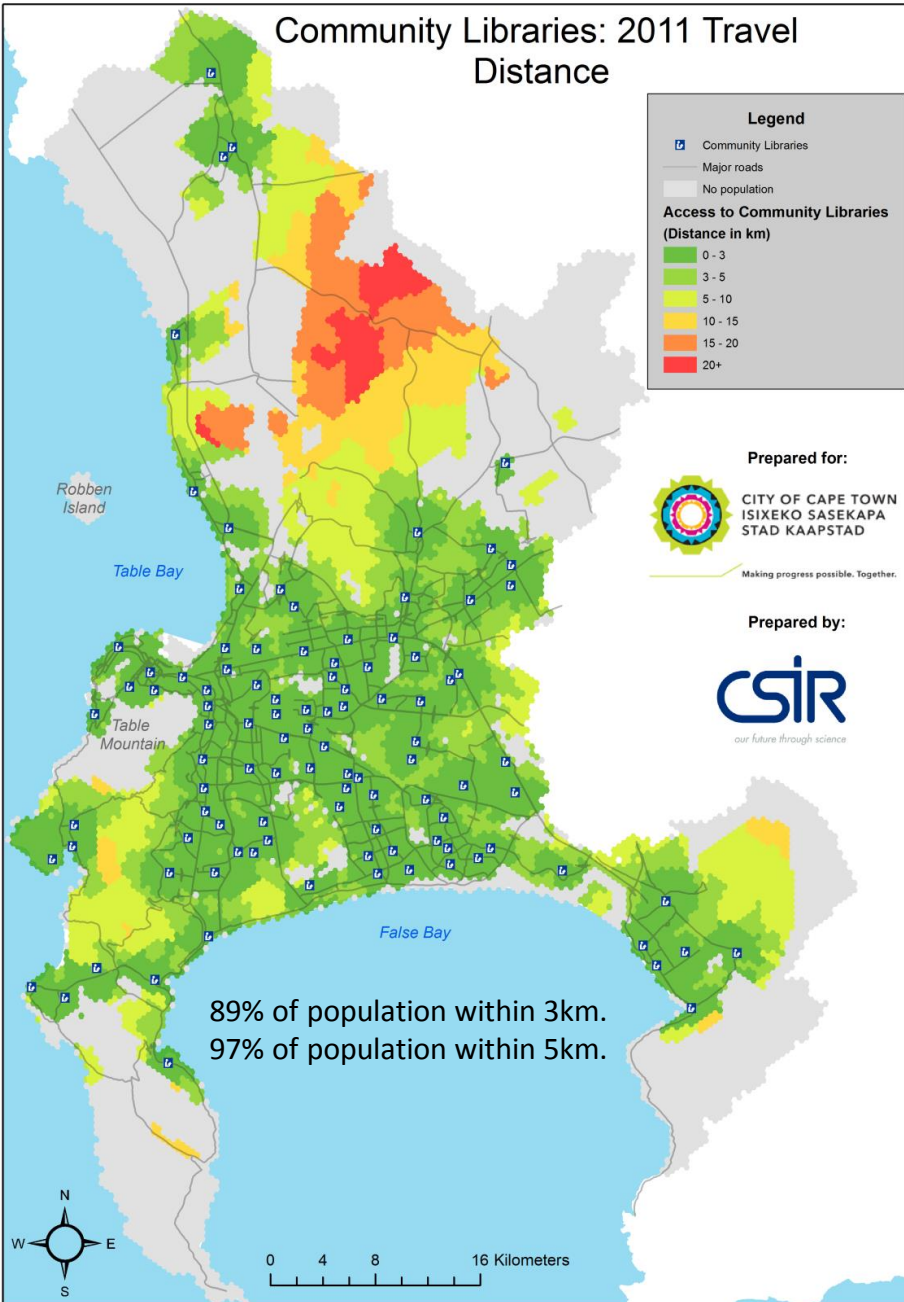 Community Libraries: 2011 Travel
Distance
Legend
Community Libraries
Major roads
No population
Access to Community Libraries
(Distance in km)
0 - 3
3 - 5
5 - 10
10 - 15
15 - 20
20+
Prepared for:
CITY OF CAPE TOWN
ISIXEKO SASEKAPA
STAD KAAPSTAD
Making progress possible. Together.
Prepared by:
CSIR
our future through science
Robben
Island
Table Bay
Table
Mountain
False Bay
89% of population within 3km.
97% of population within 5km.
N
W E
S
0 4 8 16 Kilometers